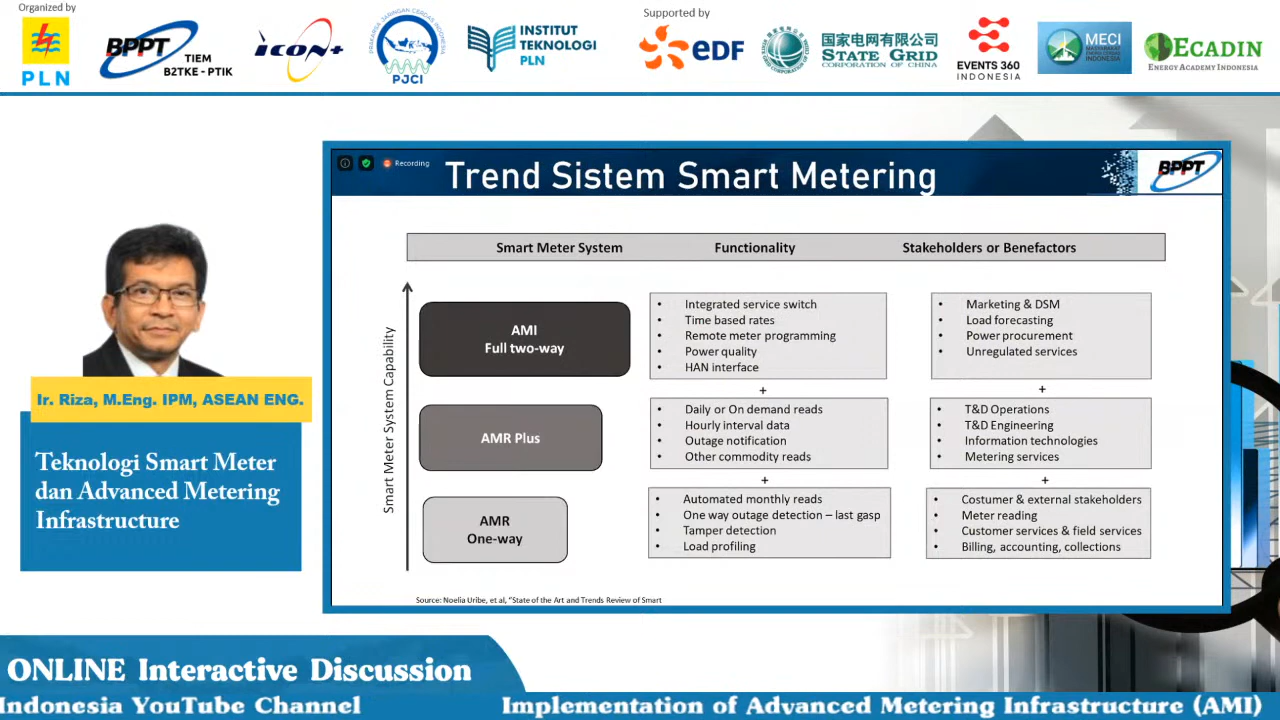 Organized by
PLN
BPPT
TIEM
B2TKE - PTIK
icon+
PRAKARSA JARINGAN CERDAS INDONESIA
PJCI
INSTITUT
TEKNOLOGI
PLN
Supported by
eDF
国家电网有限公司
STATE GRID
CORPORATION OF CHINA
EVENTS 360
INDONESIA
MECI
ECADIN
ENERGY ACADEMY INDONESIA
Recording
Trend Sistem Smart Metering
BPPT
Smart Meter System Functionality Stakeholders or Benefactors
Smart Meter System Capability
AMI
Full two-way
• Integrated service switch
• Time based rates
• Remote meter programming
• Power quality
• HAN interface
• Marketing & DSM
• Load forecasting
• Power procurement
• Unregulated services
+
+
AMR Plus
• Daily or On demand reads
• Hourly interval data
• Outage notification
• Other commodity reads
• T&D Operations
• T&D Engineering
• Information technologies
• Metering services
+
+
AMR
One-way
• Automated monthly reads
• One way outage detection – last gasp
• Tamper detection
• Load profiling
• Costumer & external stakeholders
• Meter reading
• Customer services & field services
• Billing, accounting, collections
Source: Noelia Uribe, et al, “State of the Art and Trends Review of Smart
Ir. Riza, M.Eng. IPM, ASEAN ENG.
Teknologi Smart Meter
dan Advanced Metering
Infrastructure
ONLINE Interactive Discussion
Indonesia YouTube Channel
Implementation of Advanced Metering Infrastructure (AMI)